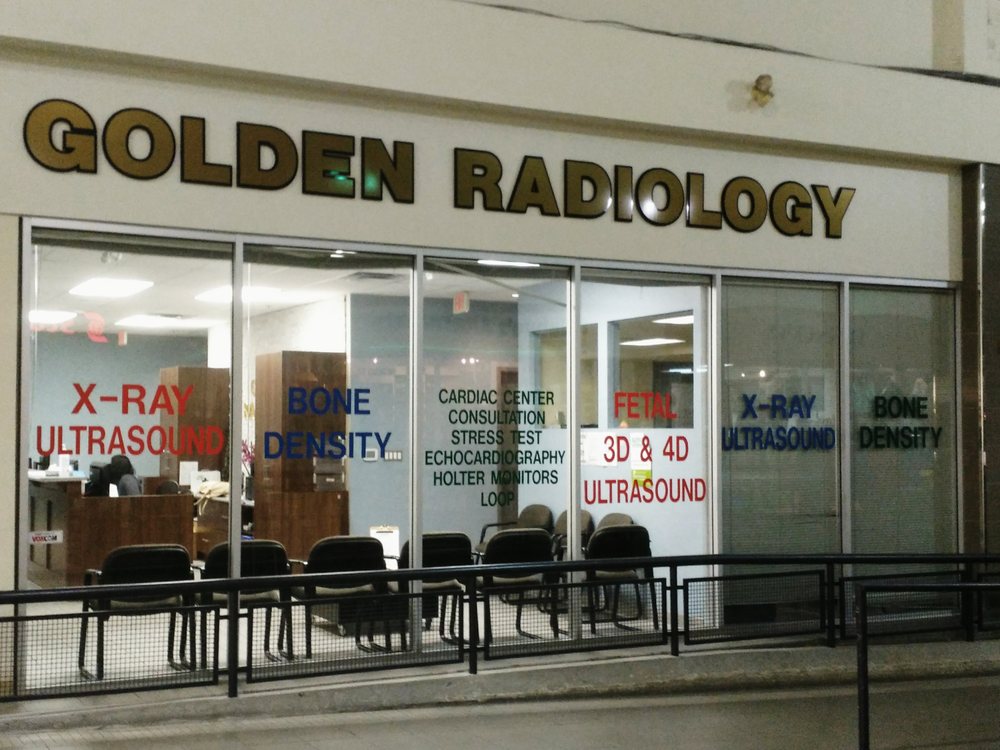 GOLDEN RADIOLOGY
X-RAY
ULTRASOUND
BONE
DENSITY
CARDIAC CENTER
CONSULTATION
STRESS TEST
ECHOCARDIOGRAPHY
HOLTER MONITORS
LOOP
FETAL
3D & 4D
ULTRASOUND
X-RAY
ULTRASOUND
BONE
DENSITY
VOXCOM